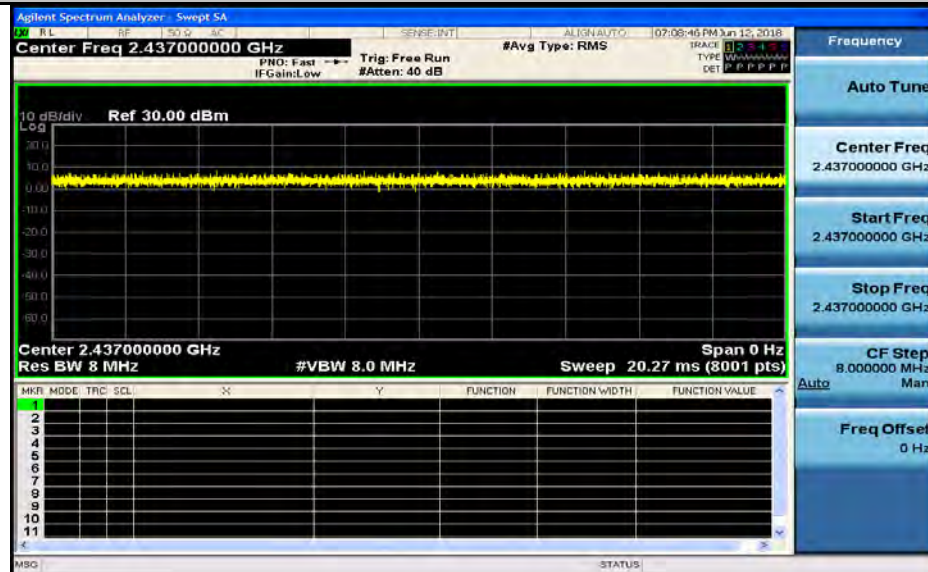 Agilent Spectrum Analyzer - Swept SA
RL RF 50 Ω AC SENSE:INT ALIGN AUTO 07:08:46 PM Jun 12, 2018
Center Freq 2.437000000 GHz
#Avg Type: RMS
TRACE 1 2 3 4 5 6
PNO: Fast
Trig: Free Run
TYPE
IFGain:Low
#Atten: 40 dB
DET P P P P P P
10 dB/div Ref 30.00 dBm
Log
20.0
10.0
0.00
-10.0
-20.0
-30.0
-40.0
-50.0
-60.0
Center 2.437000000 GHz
Span 0 Hz
Res BW 8 MHz
#VBW 8.0 MHz
Sweep 20.27 ms (8001 pts)
MKR MODE TRC SCL X Y FUNCTION FUNCTION WIDTH FUNCTION VALUE
1
2
3
4
5
6
7
8
9
10
11
MSG
STATUS
Frequency
Auto Tune
Center Freq
2.437000000 GHz
Start Freq
2.437000000 GHz
Stop Freq
2.437000000 GHz
CF Step
8.000000 MHz
Auto Man
Freq Offset
0 Hz